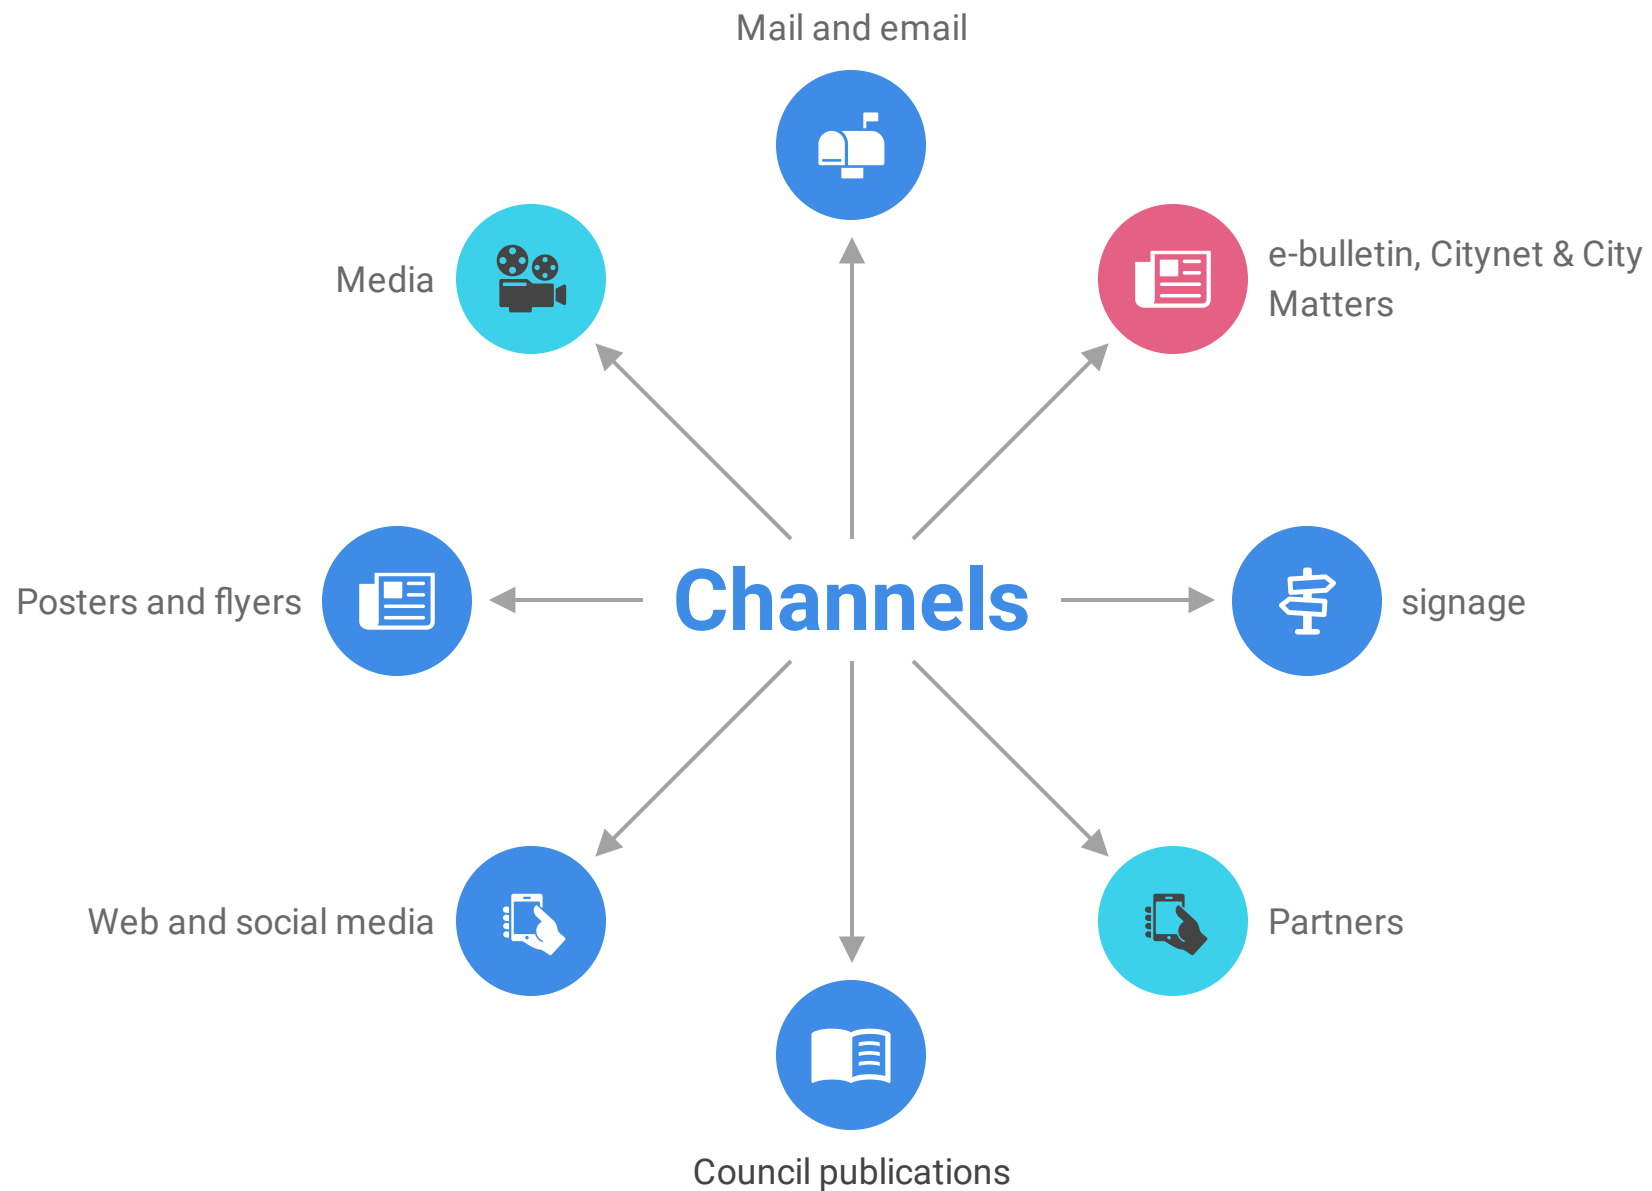 Mail and email
Media
e-bulletin, Citynet & City
Matters
Posters and flyers
Channels
signage
Web and social media
Partners
Council publications